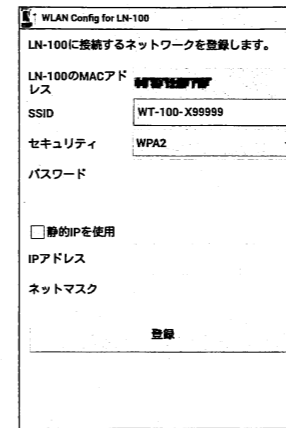 WLAN Config for LN-100
LN-100に接続するネットワークを登録します。
LN-100のMACアド
レス
SSID
WT-100-X99999
セキュリティ
WPA2
パスワード
静的IPを使用
IPアドレス
ネットマスク
登録